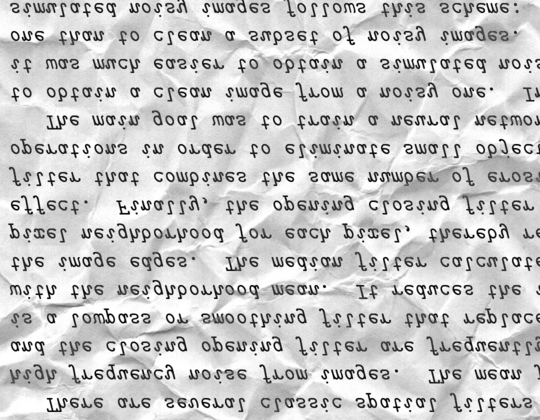 There are several classic spatial filters
high frequency noise from images. The mean f
and the closing opening filter are frequently
is a lowpass or smoothing filter that replace
with the neighborhood mean. It reduces the i
the image edges. The median filter calculate
pixel neighborhood for each pixel, thereby re
effect. Finally, the opening closing filter
filter that combines the same number of erosi
operations in order to eliminate small object
The main goal was to train a neural networ
to obtain a clean image from a noisy one. In
it was much easier to obtain a simulated nois
one than to clean a subset of noisy images.
simulated noisy images follows this scheme: